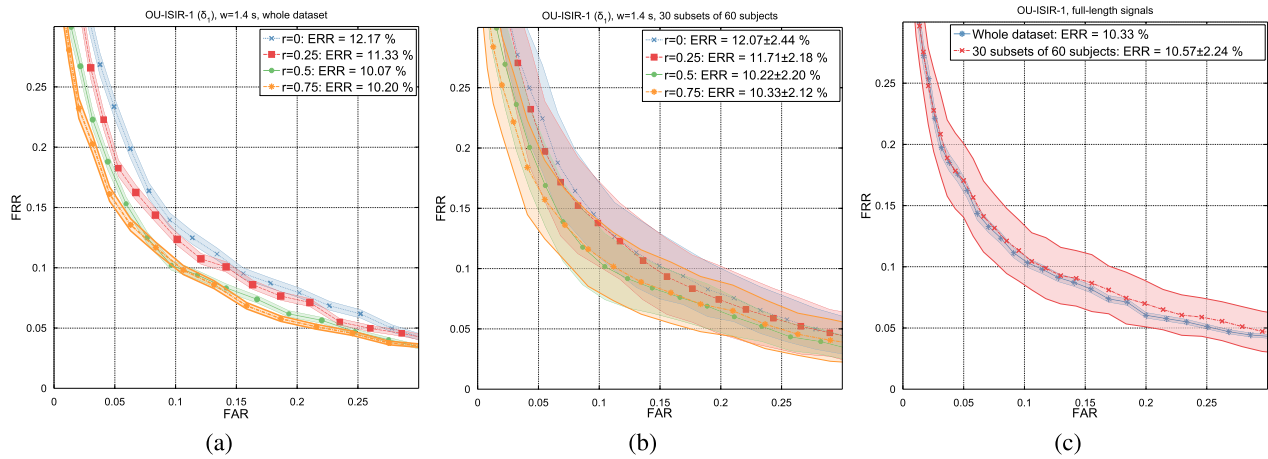 OU-ISIR-1 (δ1), w=1.4 s, whole dataset
r=0: ERR = 12.17 %
r=0.25: ERR = 11.33 %
r=0.5: ERR = 10.07 %
r=0.75: ERR = 10.20 %
FRR
0.25
0.2
0.15
0.1
0.05
0
0 0.05 0.1 0.15 0.2 0.25
FAR
(a)
OU-ISIR-1 (δ1), w=1.4 s, 30 subsets of 60 subjects
r=0: ERR = 12.07±2.44 %
r=0.25: ERR = 11.71±2.18 %
r=0.5: ERR = 10.22±2.20 %
r=0.75: ERR = 10.33±2.12 %
FRR
0.25
0.2
0.15
0.1
0.05
0
0 0.05 0.1 0.15 0.2 0.25
FAR
(b)
OU-ISIR-1, full-length signals
Whole dataset: ERR = 10.33 %
30 subsets of 60 subjects: ERR = 10.57±2.24 %
FRR
0.25
0.2
0.15
0.1
0.05
0
0 0.05 0.1 0.15 0.2 0.25
FAR
(c)